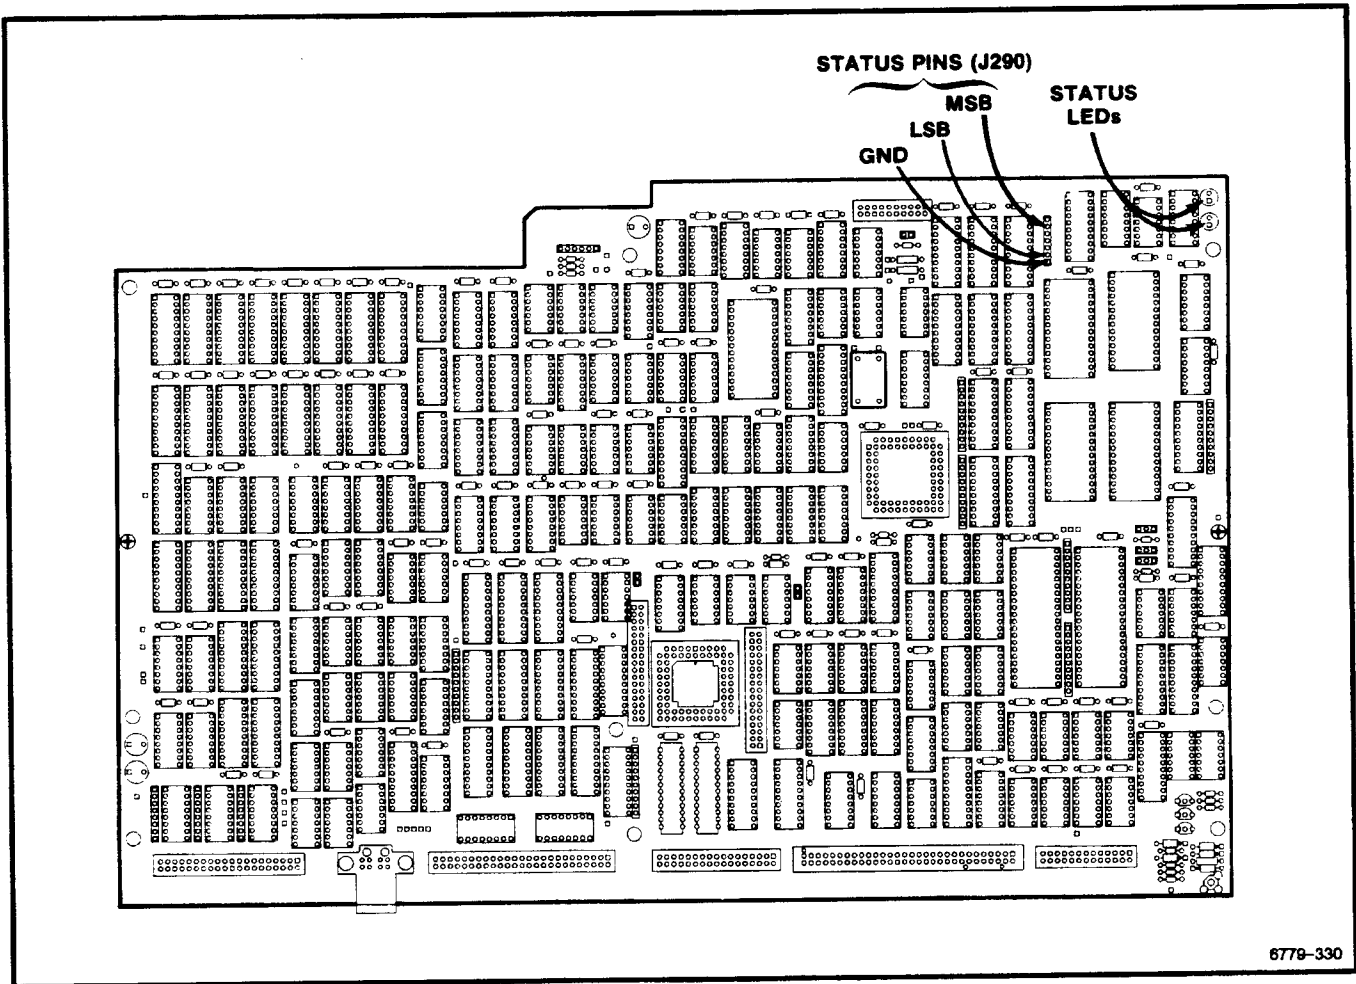 STATUS PINS (J290)
MSB
LSB
GND
STATUS
LEDs
6779-330